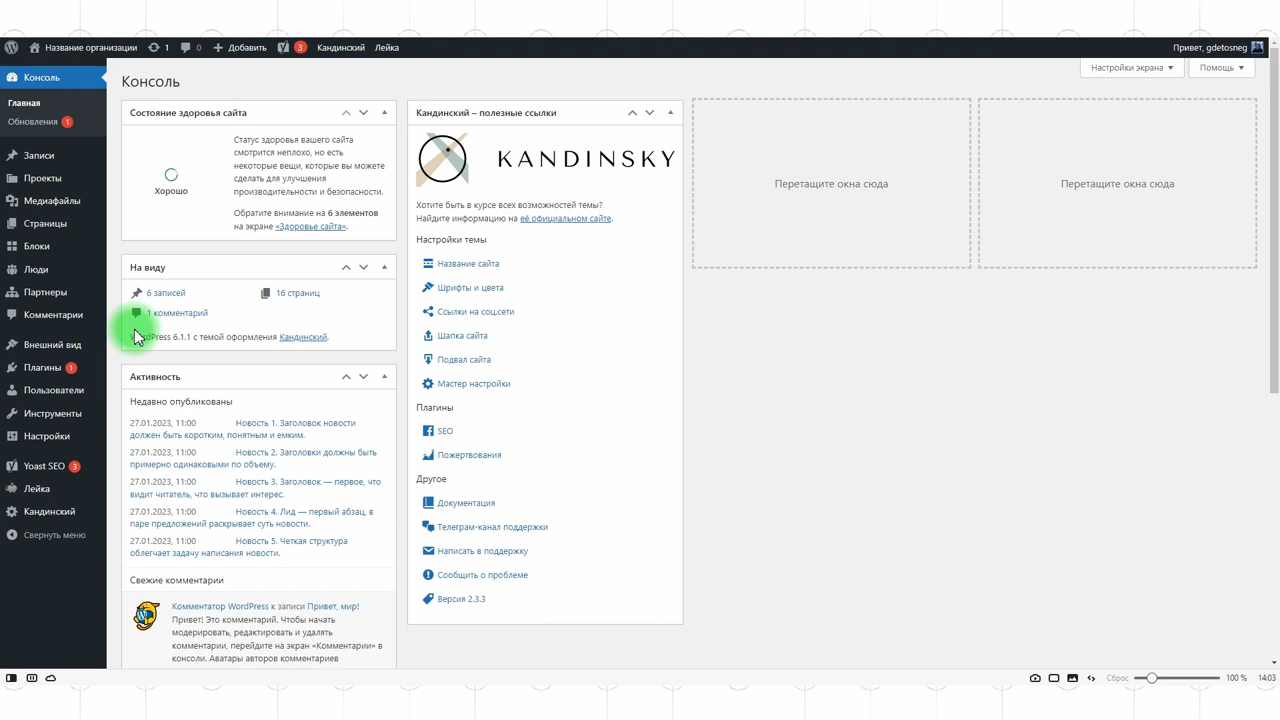 Название организации
1
0
Добавить
3
Кандинский
Лейка
Привет, gdetosneg
Консоль
Главная
Обновления 1
Записи
Проекты
Медиафайлы
Страницы
Блоки
Люди
Партнеры
Комментарии
Внешний вид
Плагины 1
Пользователи
Инструменты
Настройки
Yoast SEO 3
Лейка
Кандинский
Свернуть меню
Консоль
Настройки экрана
Помощь
Состояние здоровья сайта
Хорошо
Статус здоровья вашего сайта
смотрится неплохо, но есть
некоторые вещи, которые вы можете
сделать для улучшения
производительности и безопасности.
Обратите внимание на 6 элементов
на экране «Здоровье сайта».
На виду
6 записей
16 страниц
1 комментарий
WordPress 6.1.1 с темой оформления Кандинский.
Активность
Недавно опубликованы
27.01.2023, 11:00 Новость 1. Заголовок новости
должен быть коротким, понятным и емким.
27.01.2023, 11:00 Новость 2. Заголовки должны быть
примерно одинаковыми по объему.
27.01.2023, 11:00 Новость 3. Заголовок — первое, что
видит читатель, что вызывает интерес.
27.01.2023, 11:00 Новость 4. Лид — первый абзац, в
паре предложений раскрывает суть новости.
27.01.2023, 11:00 Новость 5. Четкая структура
облегчает задачу написания новости.
Свежие комментарии
Комментатор WordPress к записи Привет, мир!
Привет! Это комментарий. Чтобы начать
модерировать, редактировать и удалять
комментарии, перейдите на экран «Комментарии» в
консоли. Аватары авторов комментариев
Кандинский – полезные ссылки
KANDINSKY
Хотите быть в курсе всех возможностей темы?
Найдите информацию на её официальном сайте.
Настройки темы
Название сайта
Шрифты и цвета
Ссылки на соц.сети
Шапка сайта
Подвал сайта
Мастер настройки
Плагины
SEO
Пожертвования
Другое
Документация
Телеграм-канал поддержки
Написать в поддержку
Сообщить о проблеме
Версия 2.3.3
Перетащите окна сюда
Перетащите окна сюда
Сброс
100 %
14:03